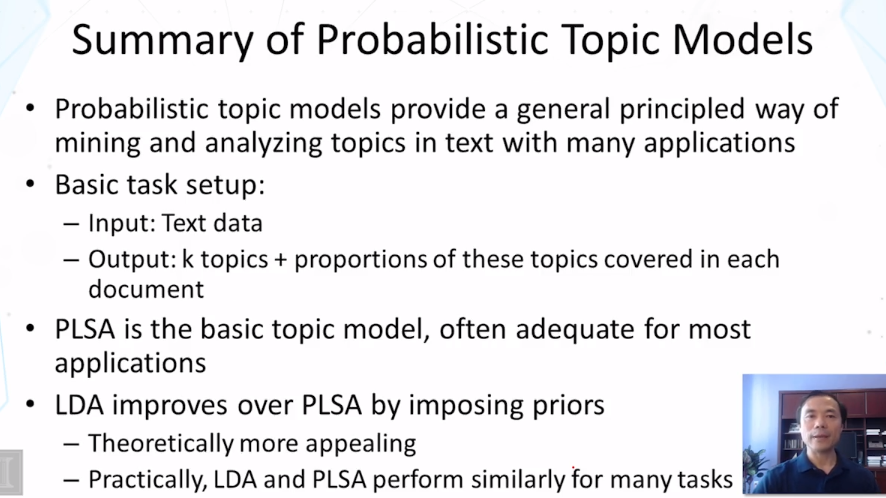 Summary of Probabilistic Topic Models
• Probabilistic topic models provide a general principled way of
mining and analyzing topics in text with many applications
• Basic task setup:
– Input: Text data
– Output: k topics + proportions of these topics covered in each
document
• PLSA is the basic topic model, often adequate for most
applications
• LDA improves over PLSA by imposing priors
– Theoretically more appealing
– Practically, LDA and PLSA perform similarly for many tasks
I